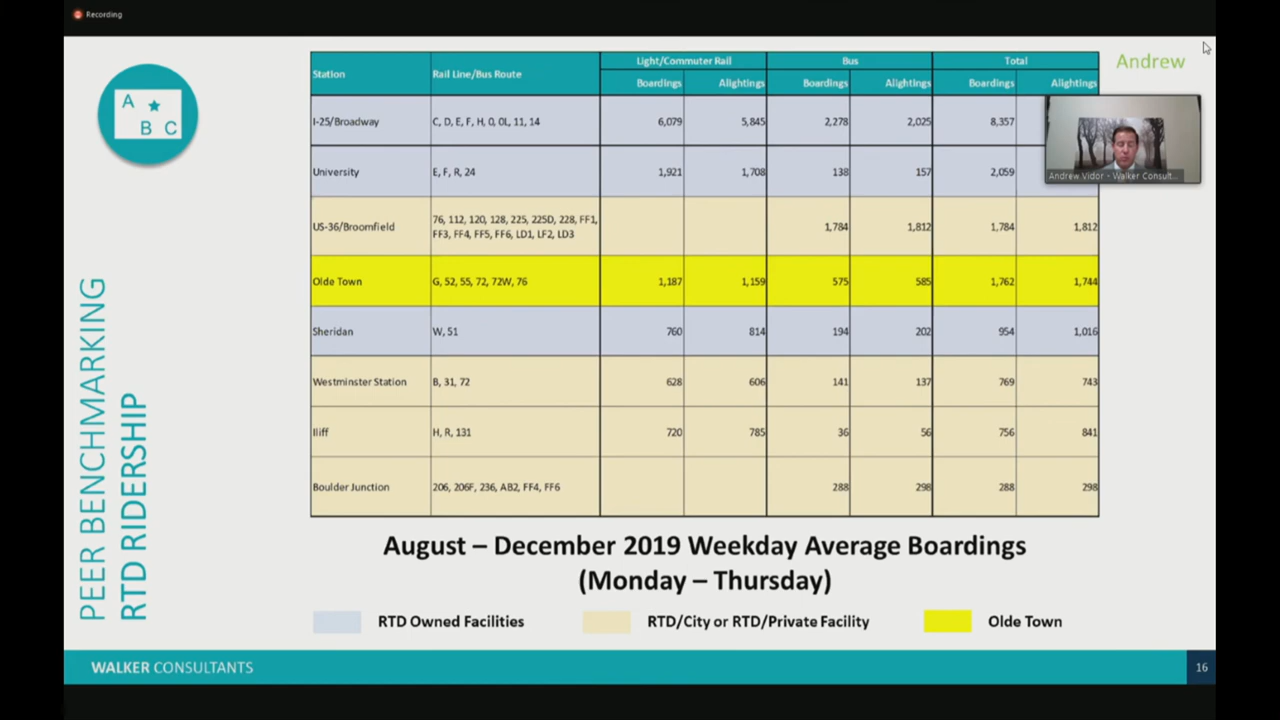 Recording
A
B C
PEER BENCHMARKING
RTD RIDERSHIP
Andrew
Andrew Vidor - Walker Consult...
Station Rail Line/Bus Route Light/Commuter Rail Bus Total
Boardings Alightings Boardings Alightings Boardings Alightings
I-25/Broadway C, D, E, F, H, 0, 0L, 11, 14 6,079 5,845 2,278 2,025 8,357
University E, F, R, 24 1,921 1,708 138 157 2,059
US-36/Broomfield 76, 112, 120, 128, 225, 225D, 228, FF1,
FF3, FF4, FF5, FF6, LD1, LF2, LD3 1,784 1,812 1,784 1,812
Olde Town G, 52, 55, 72, 72W, 76 1,187 1,159 575 585 1,762 1,744
Sheridan W, 51 760 814 194 202 954 1,016
Westminster Station B, 31, 72 628 606 141 137 769 743
Iliff H, R, 131 720 785 36 56 756 841
Boulder Junction 206, 206F, 236, AB2, FF4, FF6 288 298 288 298
August – December 2019 Weekday Average Boardings
(Monday – Thursday)
RTD Owned Facilities RTD/City or RTD/Private Facility Olde Town
WALKER CONSULTANTS 16